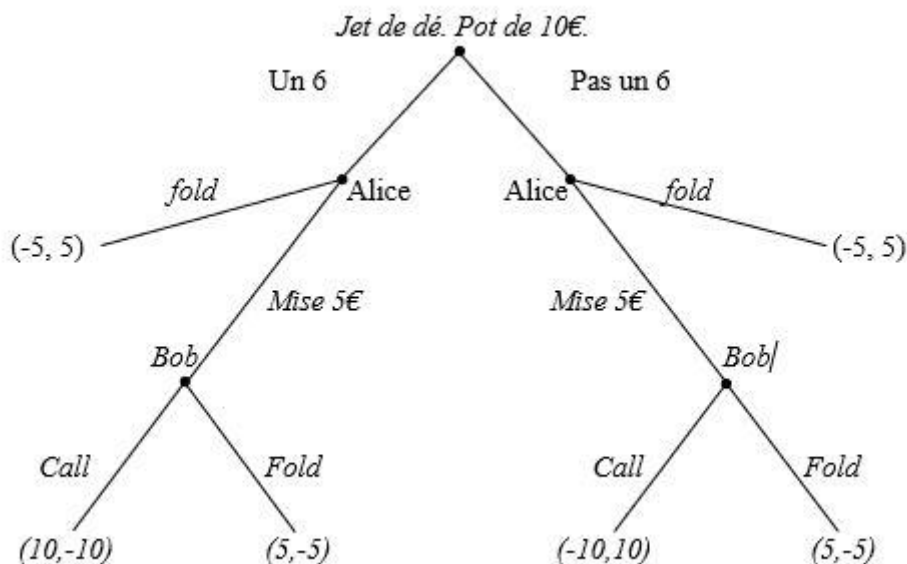 Jet de dé. Pot de 10€.
Un 6
Pas un 6
fold
Alice
Alice
fold
(-5, 5)
(-5, 5)
Mise 5€
Mise 5€
Bob
Bob
Call
Fold
Call
Fold
(10,-10)
(5,-5)
(-10,10)
(5,-5)